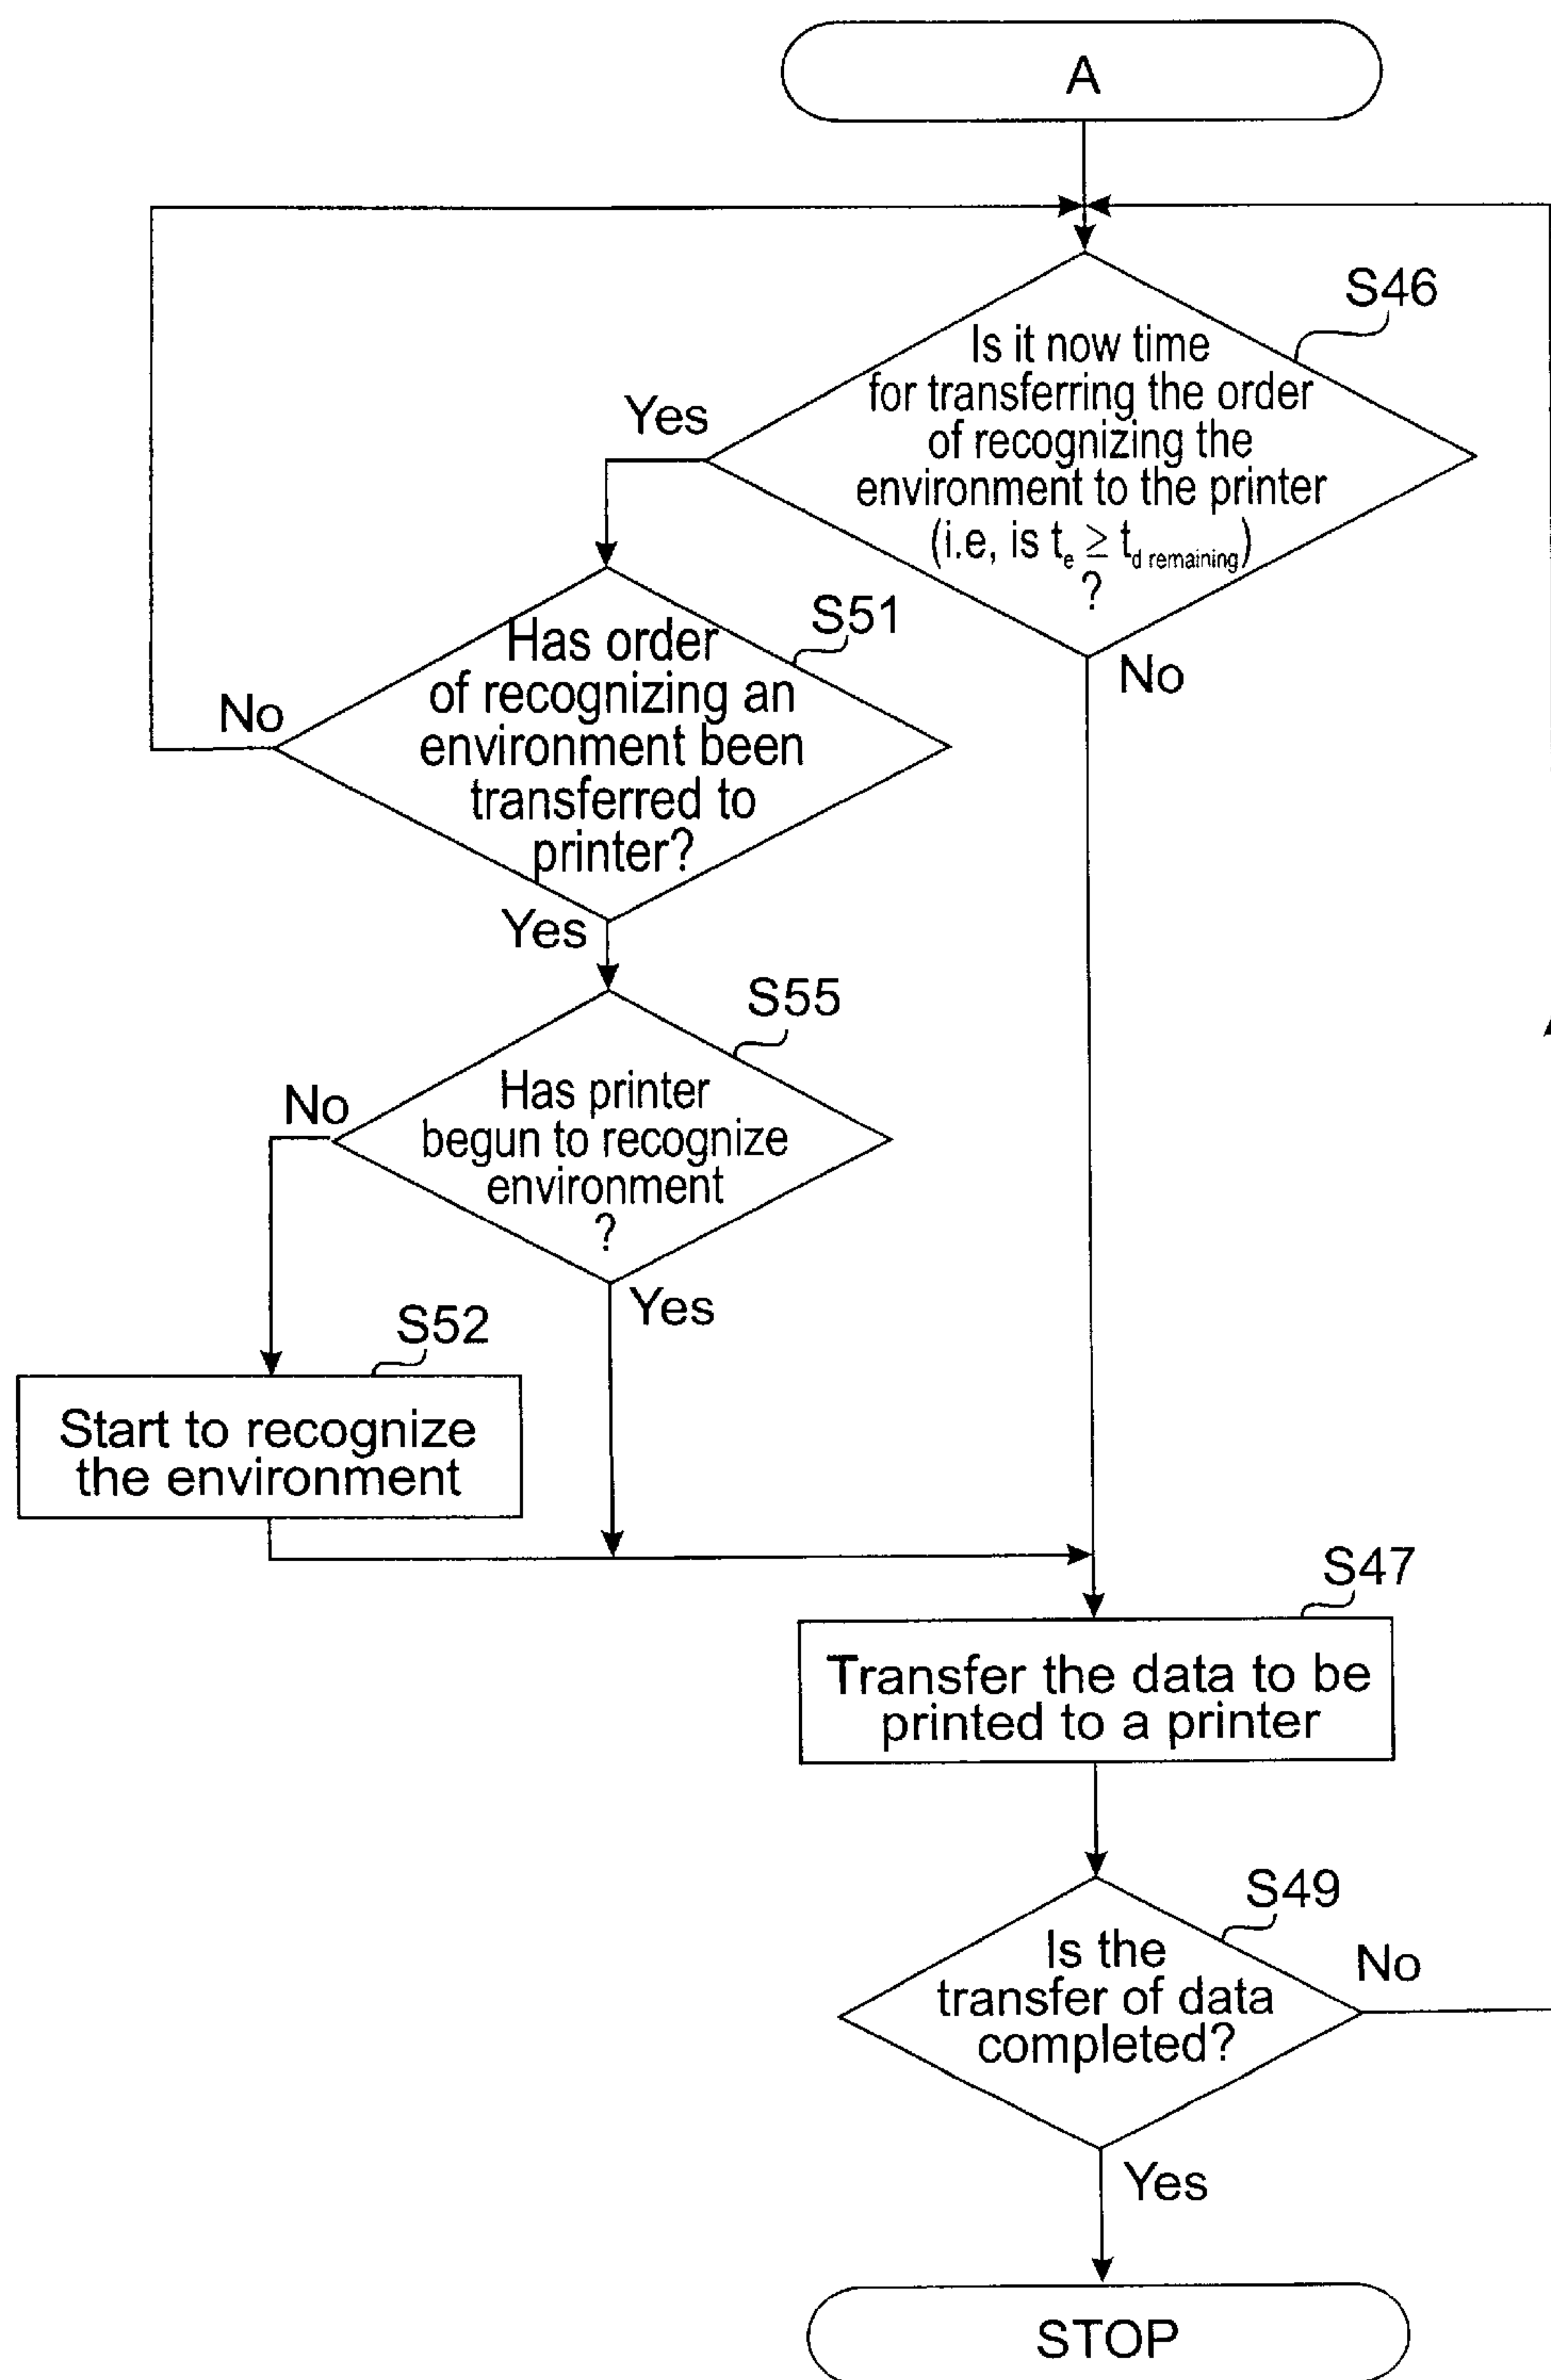 A
S46
Is it now time
for transferring the order
of recognizing the
environment to the printer
(i.e, is te ≥ td remaining)
?
Yes
No
S51
Has order
of recognizing an
environment been
transferred to
printer?
No
Yes
S55
Has printer
begun to recognize
environment
?
No
Yes
S52
Start to recognize
the environment
S47
Transfer the data to be
printed to a printer
S49
Is the
transfer of data
completed?
No
Yes
STOP